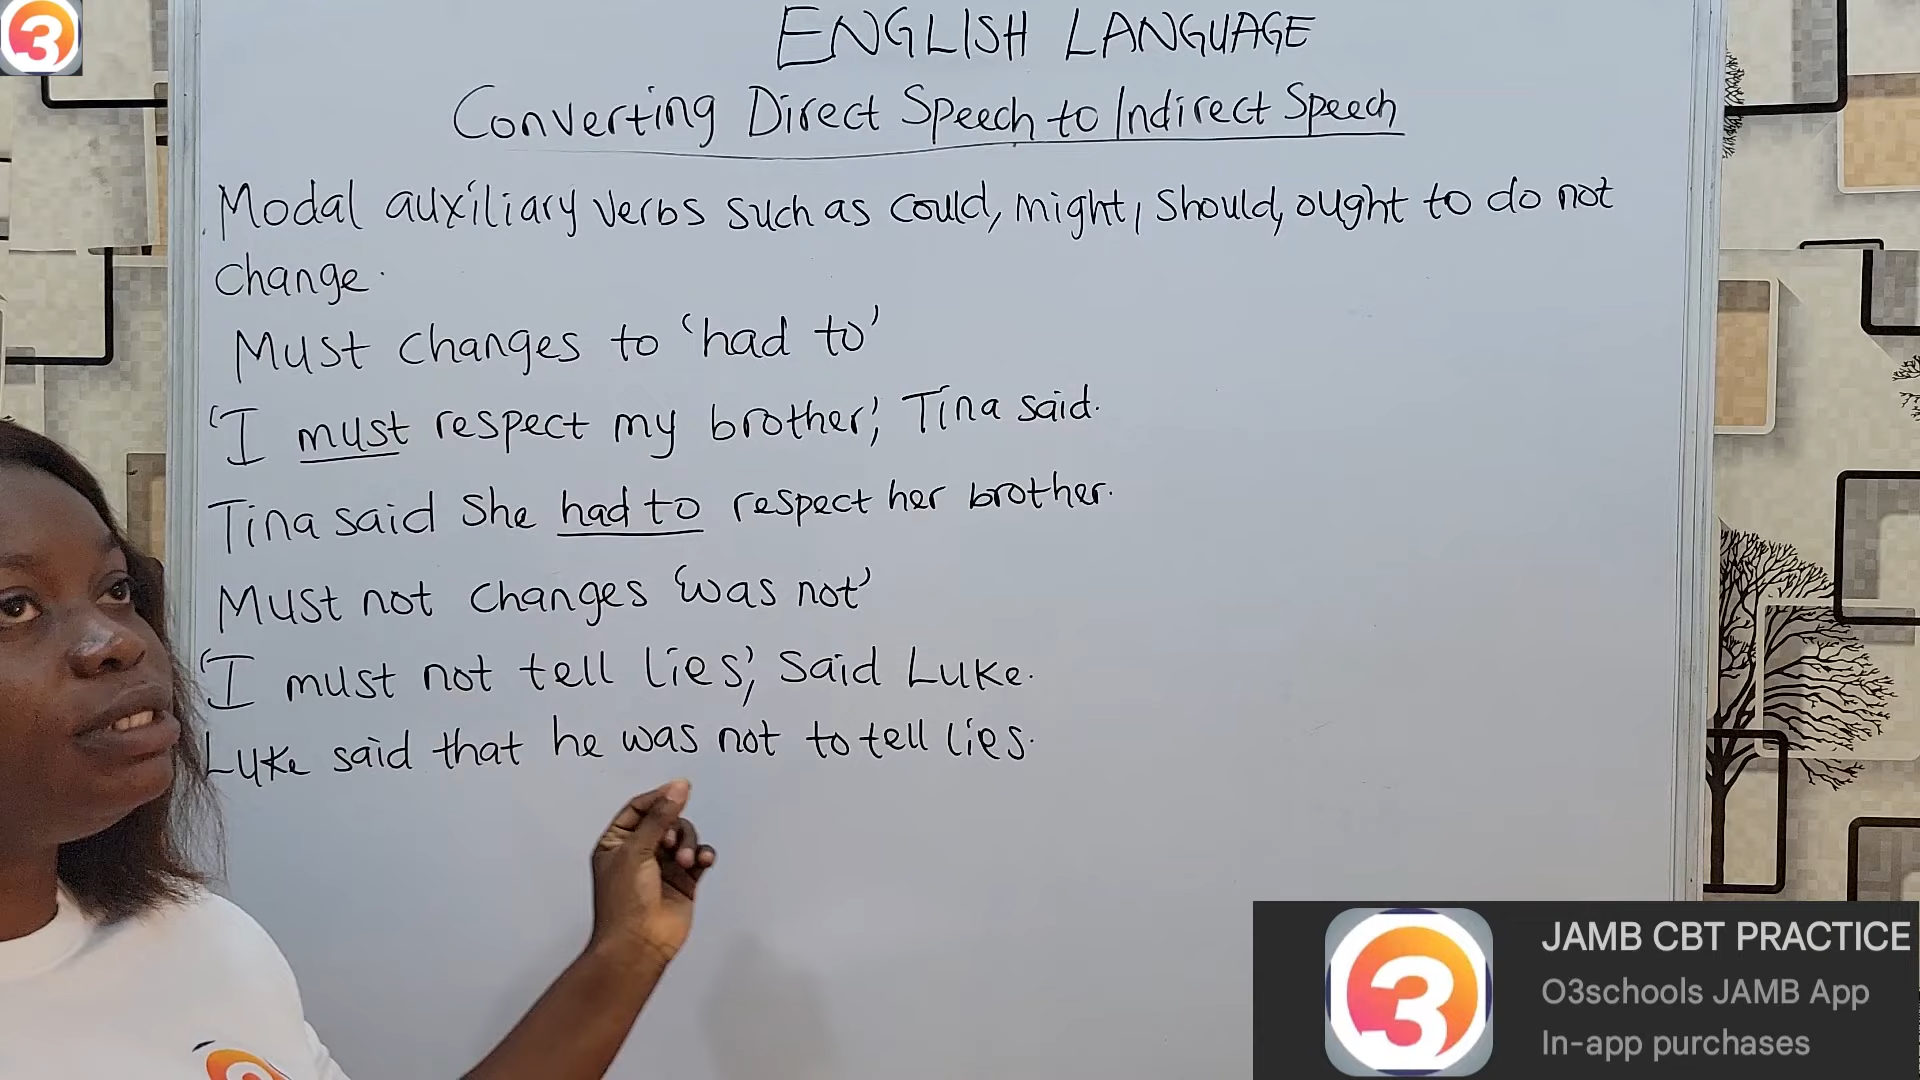 3
ENGLISH LANGUAGE
Converting Direct Speech to Indirect Speech
Modal auxiliary verbs such as could, might, should, ought to do not
change.
Must changes to 'had to'
'I must respect my brother', Tina said.
Tina said she had to respect her brother.
Must not changes 'was not'
'I must not tell lies', said Luke.
Luke said that he was not to tell lies.
3
JAMB CBT PRACTICE
O3schools JAMB App
In-app purchases